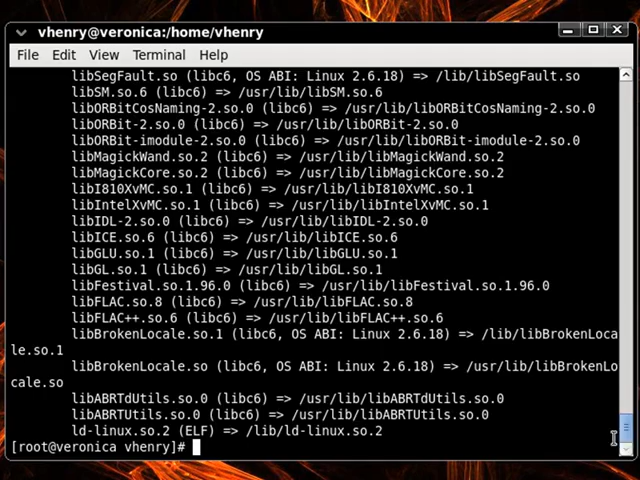 vhenry@veronica:/home/vhenry
File Edit View Terminal Help
libSegFault.so (libc6, OS ABI: Linux 2.6.18) => /lib/libSegFault.so
libSM.so.6 (libc6) => /usr/lib/libSM.so.6
libORBitCosNaming-2.so.0 (libc6) => /usr/lib/libORBitCosNaming-2.so.0
libORBit-2.so.0 (libc6) => /usr/lib/libORBit-2.so.0
libORBit-imodule-2.so.0 (libc6) => /usr/lib/libORBit-imodule-2.so.0
libMagickWand.so.2 (libc6) => /usr/lib/libMagickWand.so.2
libMagickCore.so.2 (libc6) => /usr/lib/libMagickCore.so.2
libI810XvMC.so.1 (libc6) => /usr/lib/libI810XvMC.so.1
libIntelXvMC.so.1 (libc6) => /usr/lib/libIntelXvMC.so.1
libIDL-2.so.0 (libc6) => /usr/lib/libIDL-2.so.0
libICE.so.6 (libc6) => /usr/lib/libICE.so.6
libGLU.so.1 (libc6) => /usr/lib/libGLU.so.1
libGL.so.1 (libc6) => /usr/lib/libGL.so.1
libFestival.so.1.96.0 (libc6) => /usr/lib/libFestival.so.1.96.0
libFLAC.so.8 (libc6) => /usr/lib/libFLAC.so.8
libFLAC++.so.6 (libc6) => /usr/lib/libFLAC++.so.6
libBrokenLocale.so.1 (libc6, OS ABI: Linux 2.6.18) => /lib/libBrokenLoca
le.so.1
libBrokenLocale.so (libc6, OS ABI: Linux 2.6.18) => /usr/lib/libBrokenLo
cale.so
libABRTdUtils.so.0 (libc6) => /usr/lib/libABRTdUtils.so.0
libABRTUtils.so.0 (libc6) => /usr/lib/libABRTUtils.so.0
ld-linux.so.2 (ELF) => /lib/ld-linux.so.2
[root@veronica vhenry]#